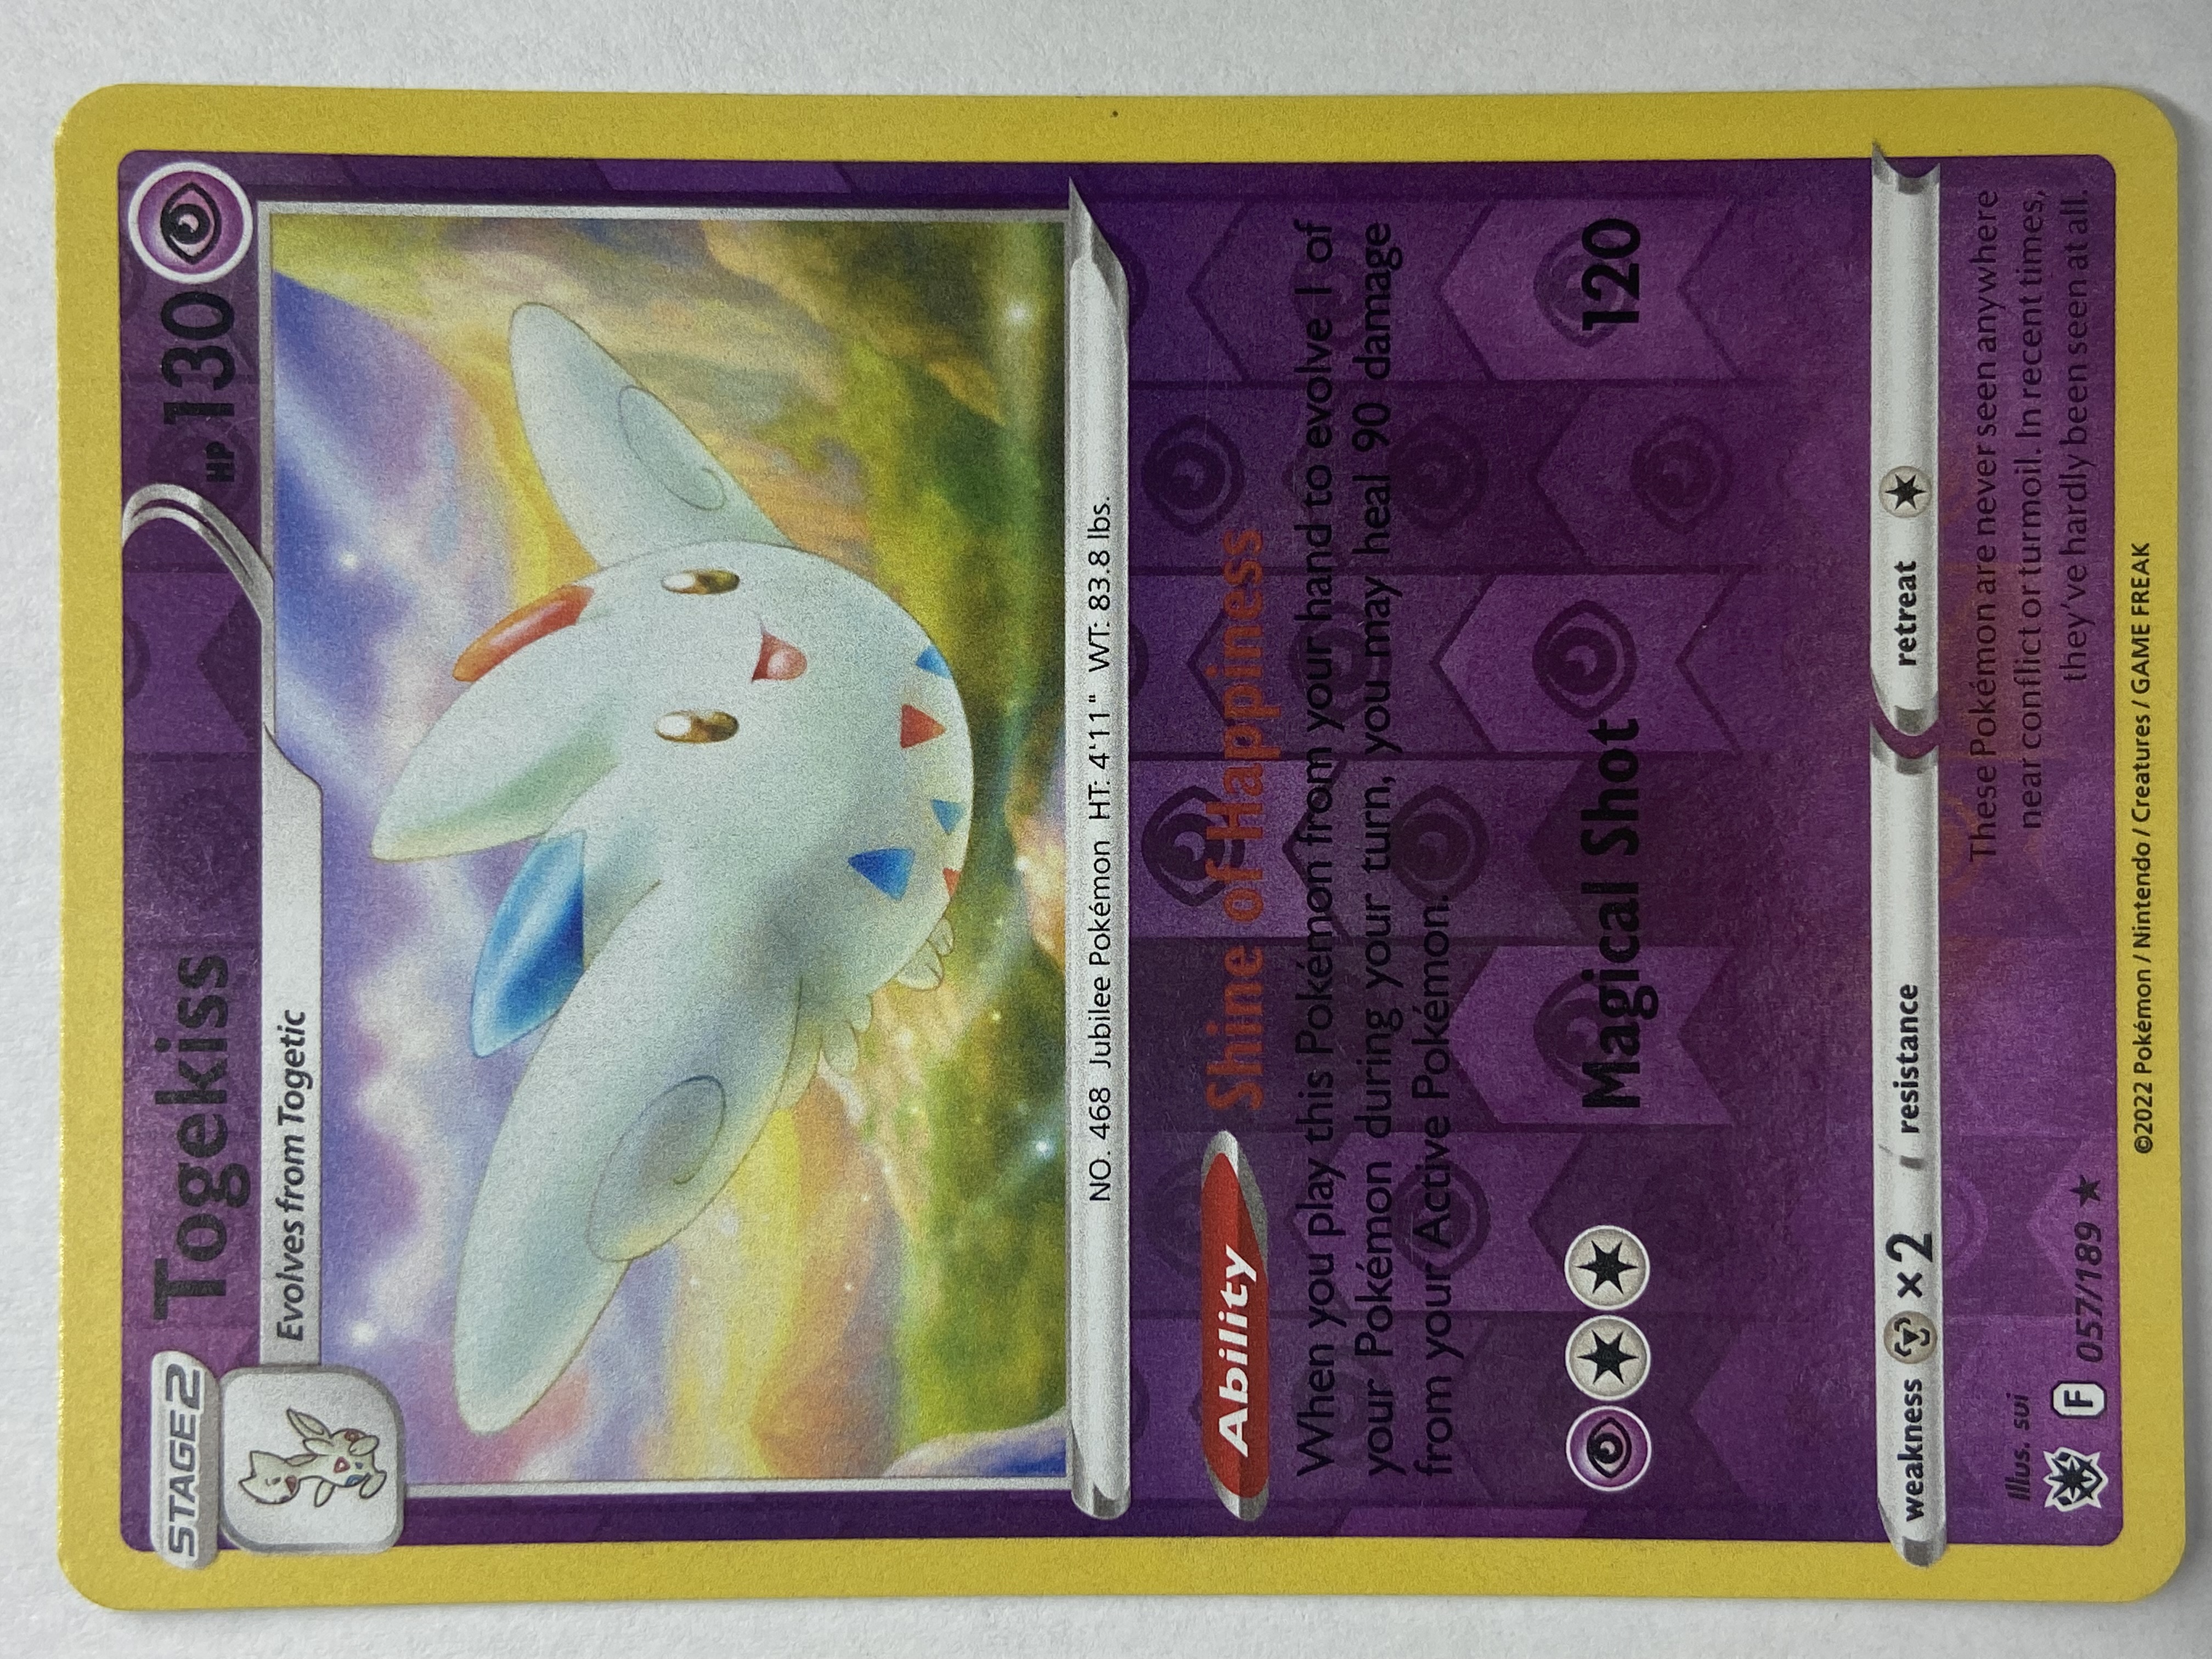 STAGE 2
Togekiss
HP 130
Evolves from Togetic
NO. 468 Jubilee Pokémon HT: 4'11" WT: 83.8 lbs.
Ability Shine of Happiness
When you play this Pokémon from your hand to evolve 1 of
your Pokémon during your turn, you may heal 90 damage
from your Active Pokémon.
Magical Shot 120
weakness ×2 resistance retreat
These Pokémon are never seen anywhere
near conflict or turmoil. In recent times,
they've hardly been seen at all.
Illus. sui
F 057/189 ★
©2022 Pokémon / Nintendo / Creatures / GAME FREAK